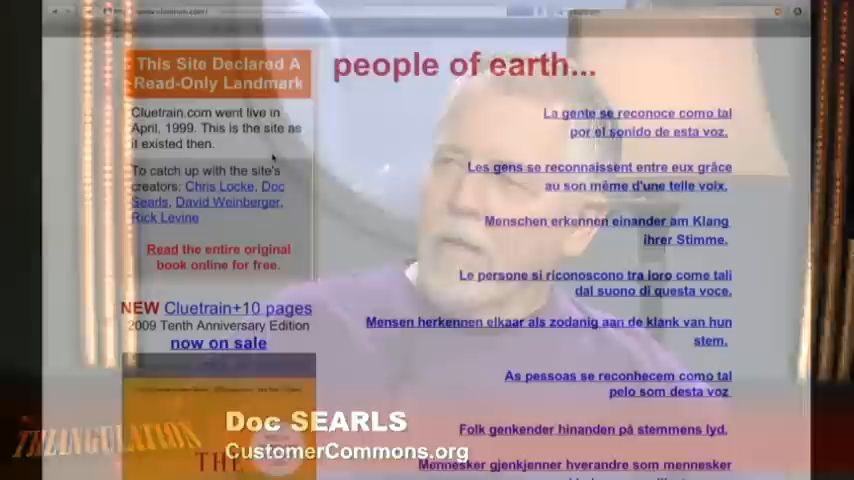 This Site Declared A
Read-Only Landmark
Cluetrain.com went live in
April, 1999. This is the site as
it existed then.
To catch up with the site's
creators: Chris Locke, Doc
Searls, David Weinberger,
Rick Levine
Read the entire original
book online for free.
NEW Cluetrain+10 pages
2009 Tenth Anniversary Edition
now on sale
THE
people of earth...
La gente se reconoce como tal
por el sonido de esta voz.
Les gens se reconnaissent entre eux grâce
au son même d'une telle voix.
Menschen erkennen einander am Klang
ihrer Stimme.
Le persone si riconoscono tra loro come tali
dal suono di questa voce.
Mensen herkennen elkaar als zodanig aan de klank van hun
stem.
As pessoas se reconhecem como tal
pelo som desta voz
Folk genkender hinanden på stemmens lyd.
Mennesker gjenkjenner hverandre som mennesker
TRIANGULATION
Doc SEARLS
CustomerCommons.org